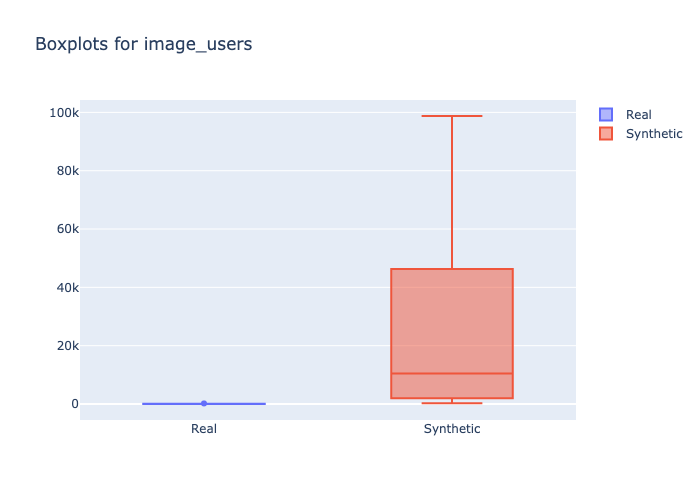 Boxplots for image_users
100k
80k
60k
40k
20k
0
Real
Synthetic
Real
Synthetic